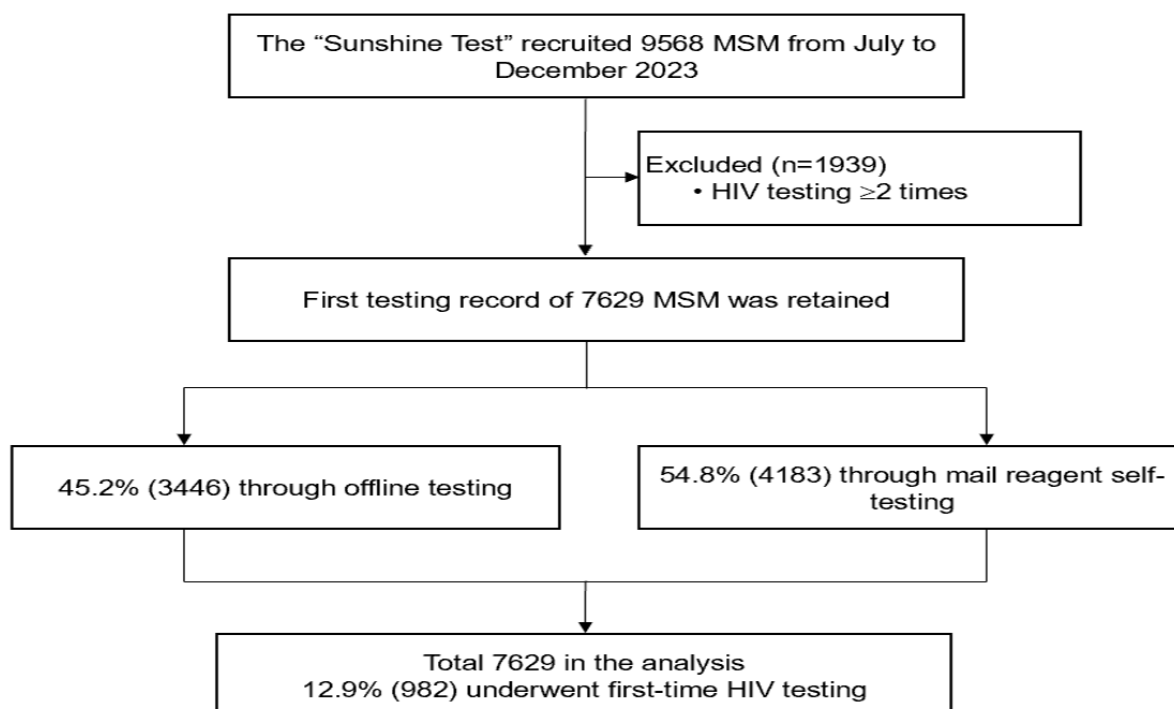 The “Sunshine Test” recruited 9568 MSM from July to
December 2023
Excluded (n=1939)
• HIV testing ≥2 times
First testing record of 7629 MSM was retained
45.2% (3446) through offline testing
54.8% (4183) through mail reagent self-
testing
Total 7629 in the analysis
12.9% (982) underwent first-time HIV testing